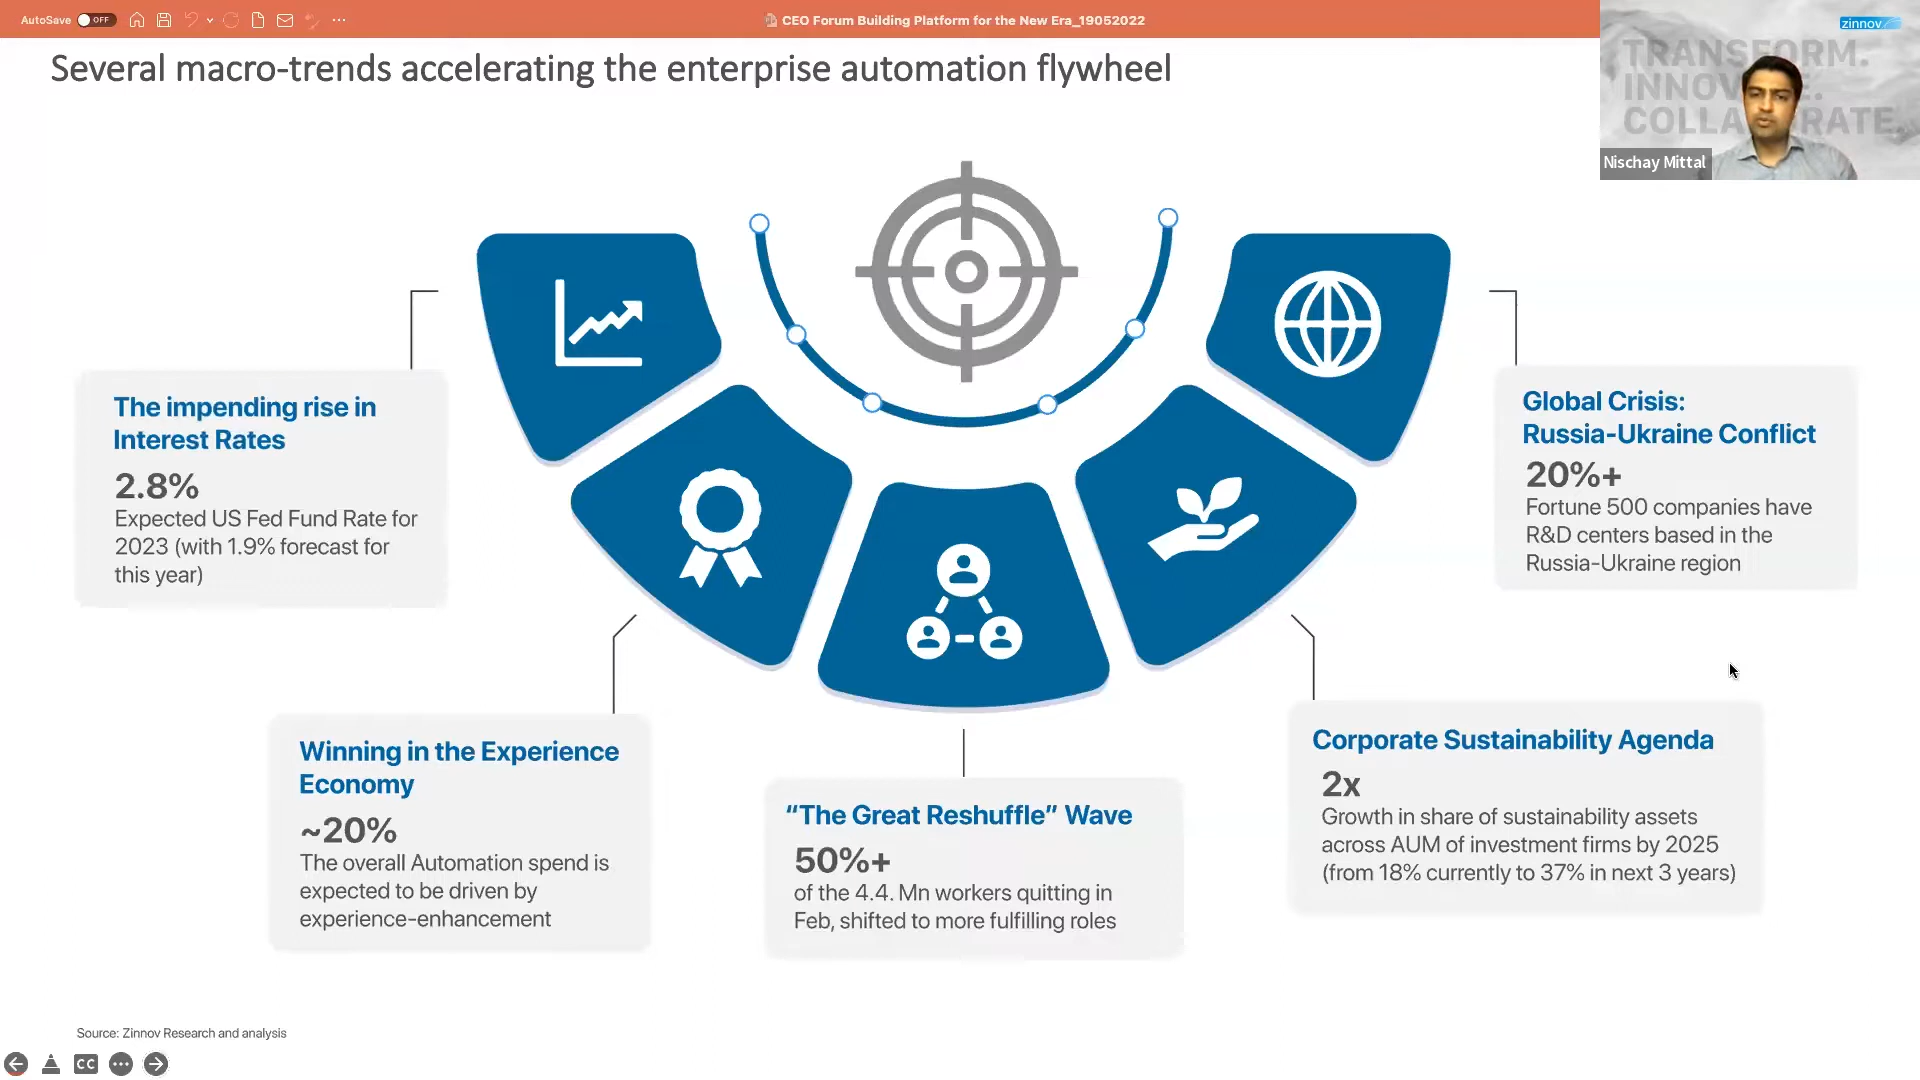 AutoSave OFF
CEO Forum Building Platform for the New Era_19052022
zinnov
TRANSFORM.
Nischay Mittal
Several macro-trends accelerating the enterprise automation flywheel
The impending rise in
Interest Rates
2.8%
Expected US Fed Fund Rate for
2023 (with 1.9% forecast for
this year)
Winning in the Experience
Economy
~20%
The overall Automation spend is
expected to be driven by
experience-enhancement
“The Great Reshuffle” Wave
50%+
of the 4.4. Mn workers quitting in
Feb, shifted to more fulfilling roles
Corporate Sustainability Agenda
2x
Growth in share of sustainability assets
across AUM of investment firms by 2025
(from 18% currently to 37% in next 3 years)
Global Crisis:
Russia-Ukraine Conflict
20%+
Fortune 500 companies have
R&D centers based in the
Russia-Ukraine region
Source: Zinnov Research and analysis
CC